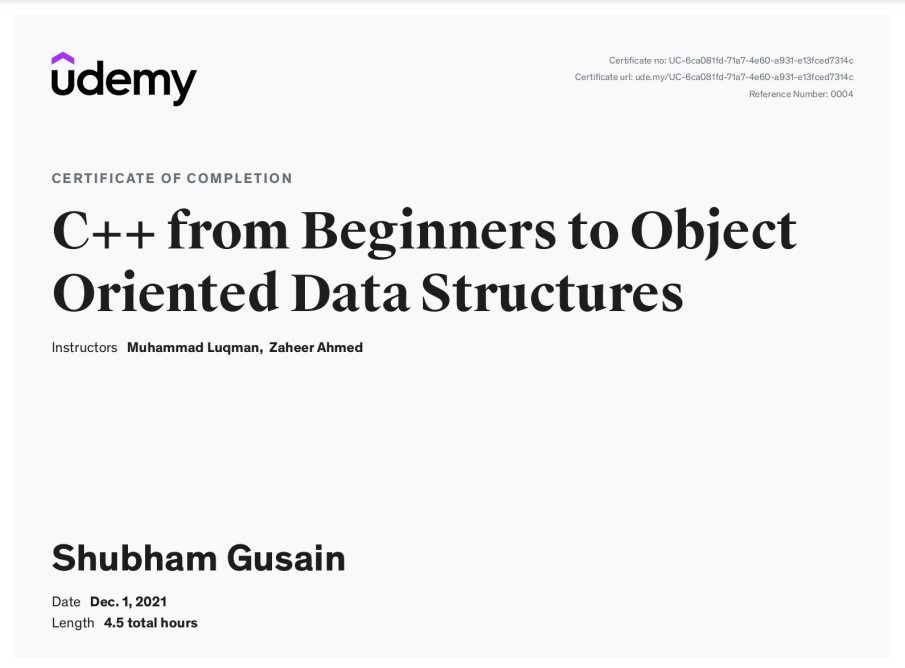 udemy
Certificate no: UC-6ca081fd-71a7-4e60-a931-e13fced7314c
Certificate url: ude.my/UC-6ca081fd-71a7-4e60-a931-e13fced7314c
Reference Number: 0004
CERTIFICATE OF COMPLETION
C++ from Beginners to Object
Oriented Data Structures
Instructors Muhammad Luqman, Zaheer Ahmed
Shubham Gusain
Date Dec. 1, 2021
Length 4.5 total hours